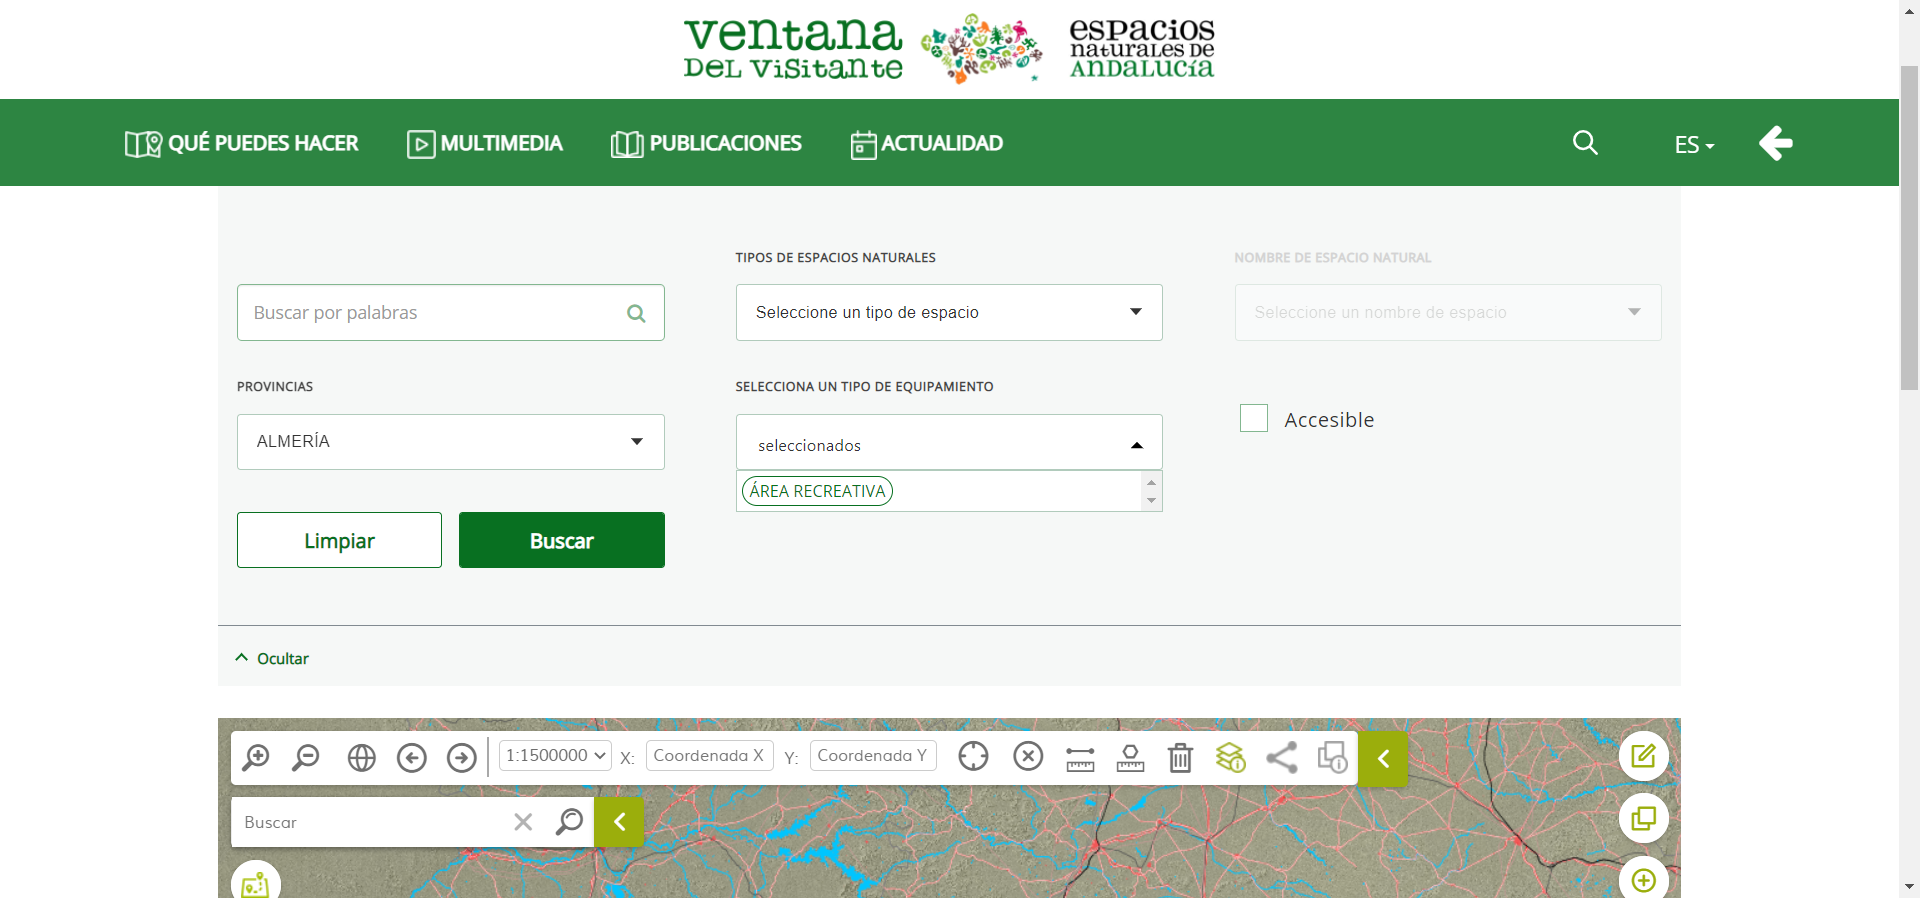 ventana
DEL VISITANTE
espacios
naturales de
ANDALUCÍA
QUÉ PUEDES HACER
MULTIMEDIA
PUBLICACIONES
ACTUALIDAD
ES
TIPOS DE ESPACIOS NATURALES
NOMBRE DE ESPACIO NATURAL
Buscar por palabras
Seleccione un tipo de espacio
Seleccione un nombre de espacio
PROVINCIAS
SELECCIONA UN TIPO DE EQUIPAMIENTO
ALMERÍA
seleccionados
Accesible
ÁREA RECREATIVA
Limpiar
Buscar
Ocultar
1:1500000
X:
Coordenada X
Y:
Coordenada Y
Buscar